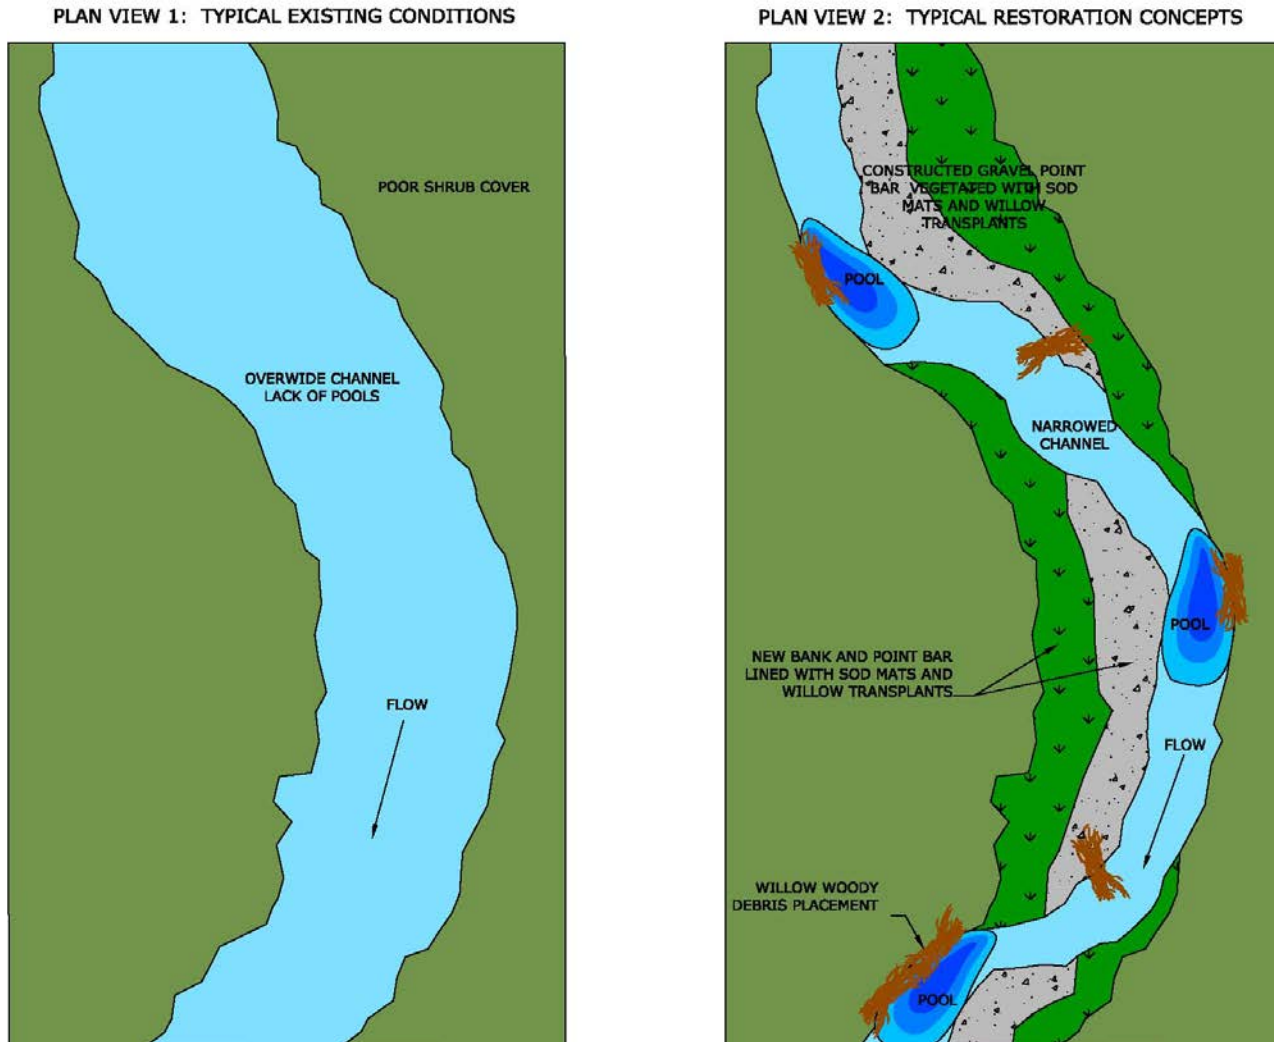 PLAN VIEW 1: TYPICAL EXISTING CONDITIONS
POOR SHRUB COVER
OVERWIDE CHANNEL
LACK OF POOLS
FLOW
PLAN VIEW 2: TYPICAL RESTORATION CONCEPTS
CONSTRUCTED GRAVEL POINT
BAR VEGETATED WITH SOD
MATS AND WILLOW
TRANSPLANTS
POOL
NARROWED
CHANNEL
POOL
NEW BANK AND POINT BAR
LINED WITH SOD MATS AND
WILLOW TRANSPLANTS
FLOW
WILLOW WOODY
DEBRIS PLACEMENT
POOL